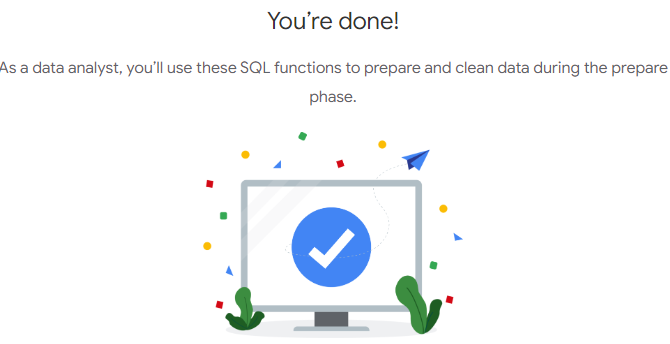 You’re done!
As a data analyst, you’ll use these SQL functions to prepare and clean data during the prepare
phase.